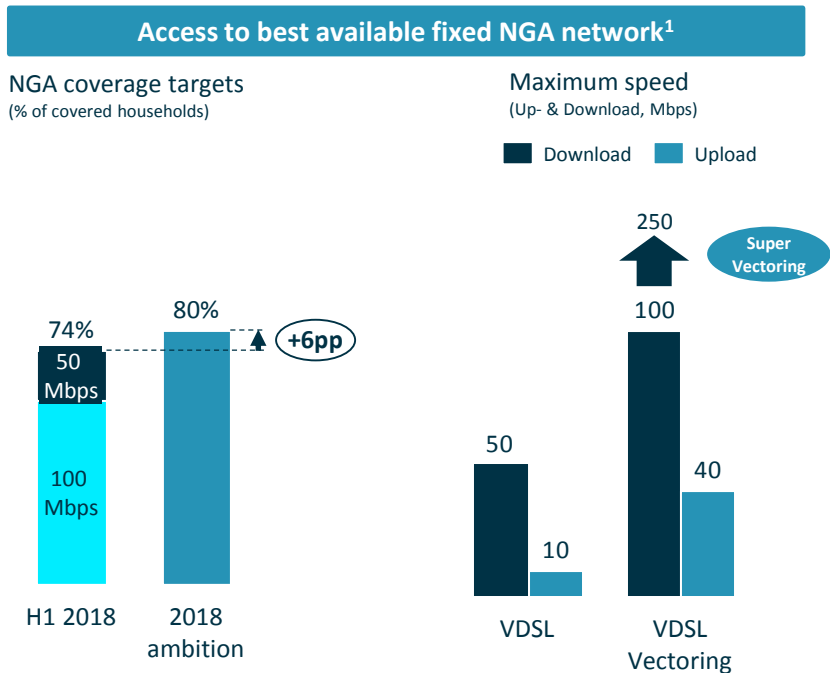 Access to best available fixed NGA network¹
NGA coverage targets
(% of covered households)
74%
50
Mbps
100
Mbps
80%
+6pp
H1 2018
2018
ambition
Maximum speed
(Up- & Download, Mbps)
Download
Upload
250
Super
Vectoring
100
50
40
10
VDSL
VDSL
Vectoring